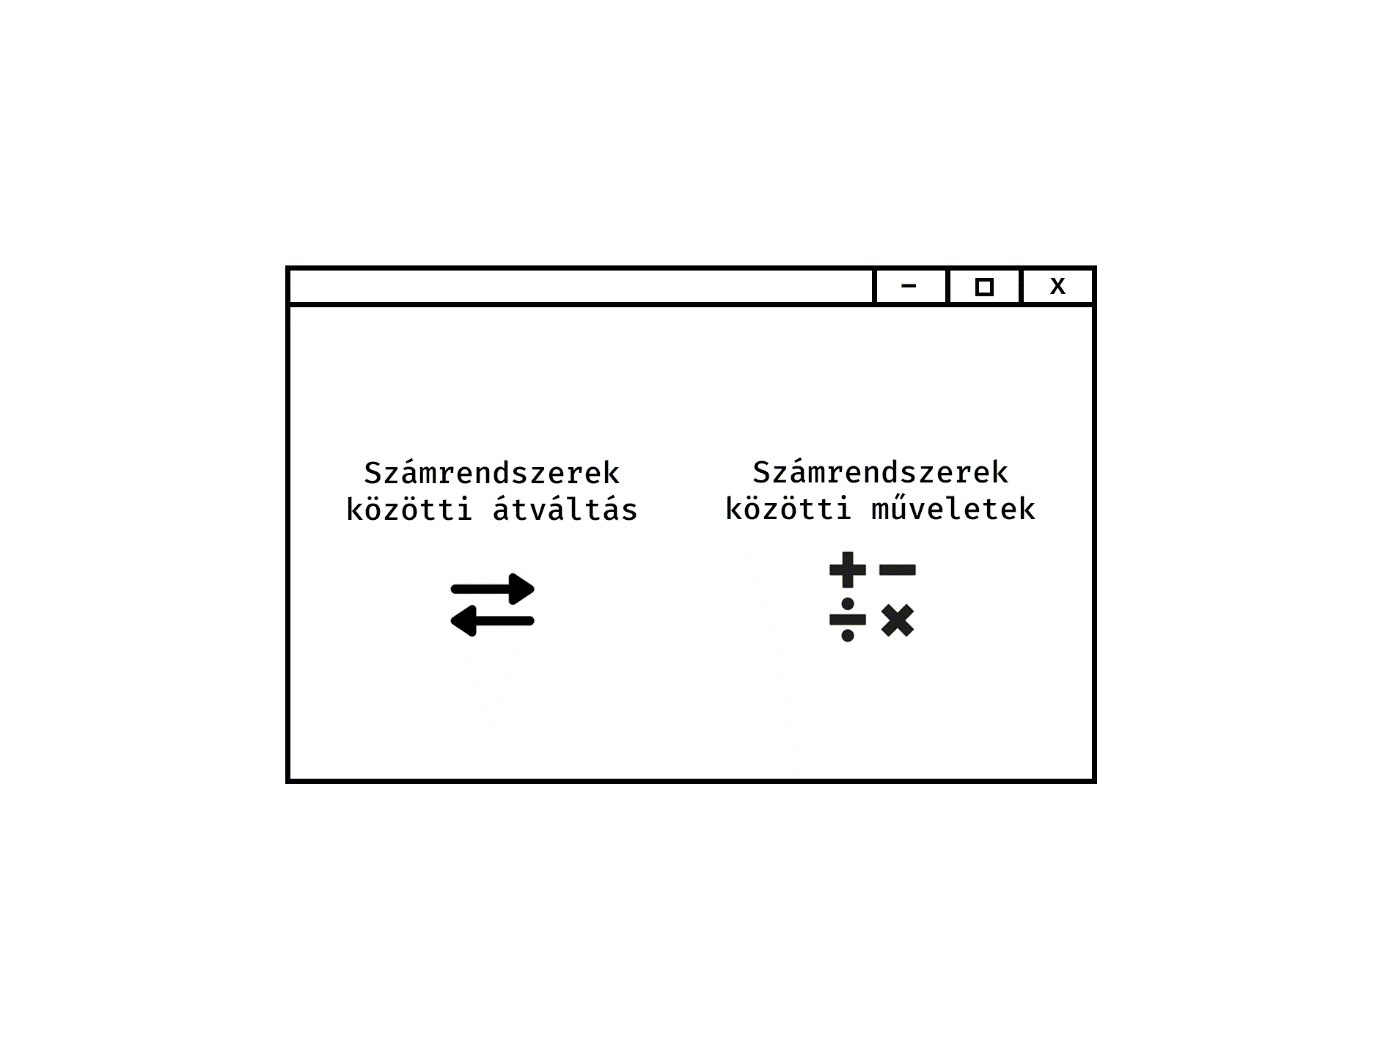 X
Számrendszerek
közötti átváltás
Számrendszerek
közötti műveletek